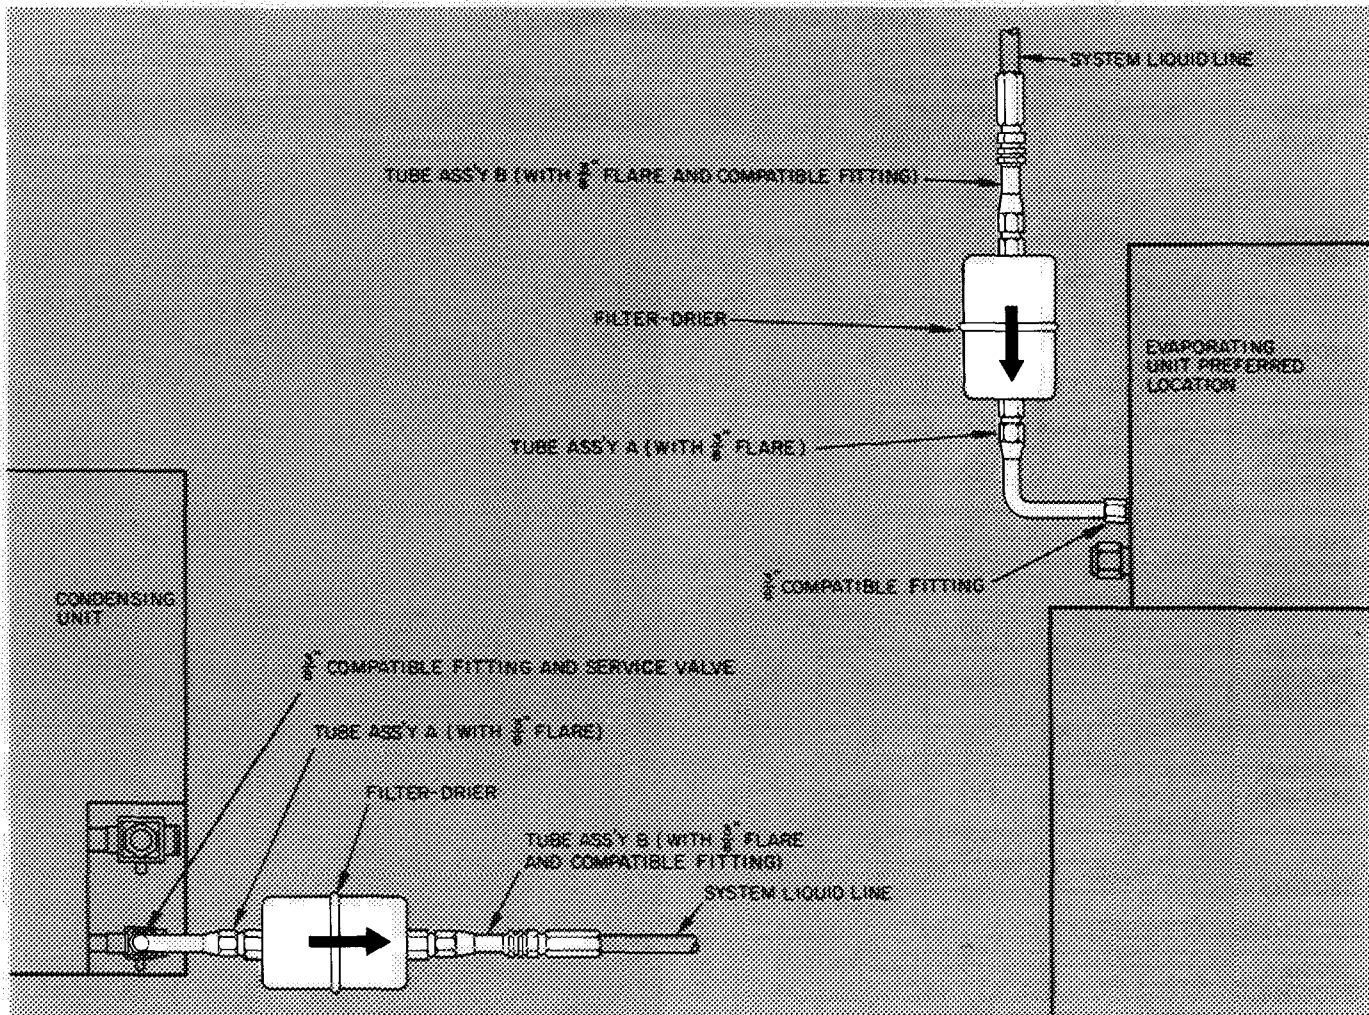 SYSTEM LIQUID LINE
TUBE ASS'Y B (WITH 3/8" FLARE AND COMPATIBLE FITTING)
FILTER-DRIER
EVAPORATING
UNIT PREFERRED
LOCATION
TUBE ASS'Y A (WITH 3/8" FLARE)
3/8" COMPATIBLE FITTING
CONDENSING
UNIT
3/8" COMPATIBLE FITTING AND SERVICE VALVE
TUBE ASS'Y A (WITH 3/8" FLARE)
FILTER-DRIER
TUBE ASS'Y B (WITH 3/8" FLARE
AND COMPATIBLE FITTING)
SYSTEM LIQUID LINE